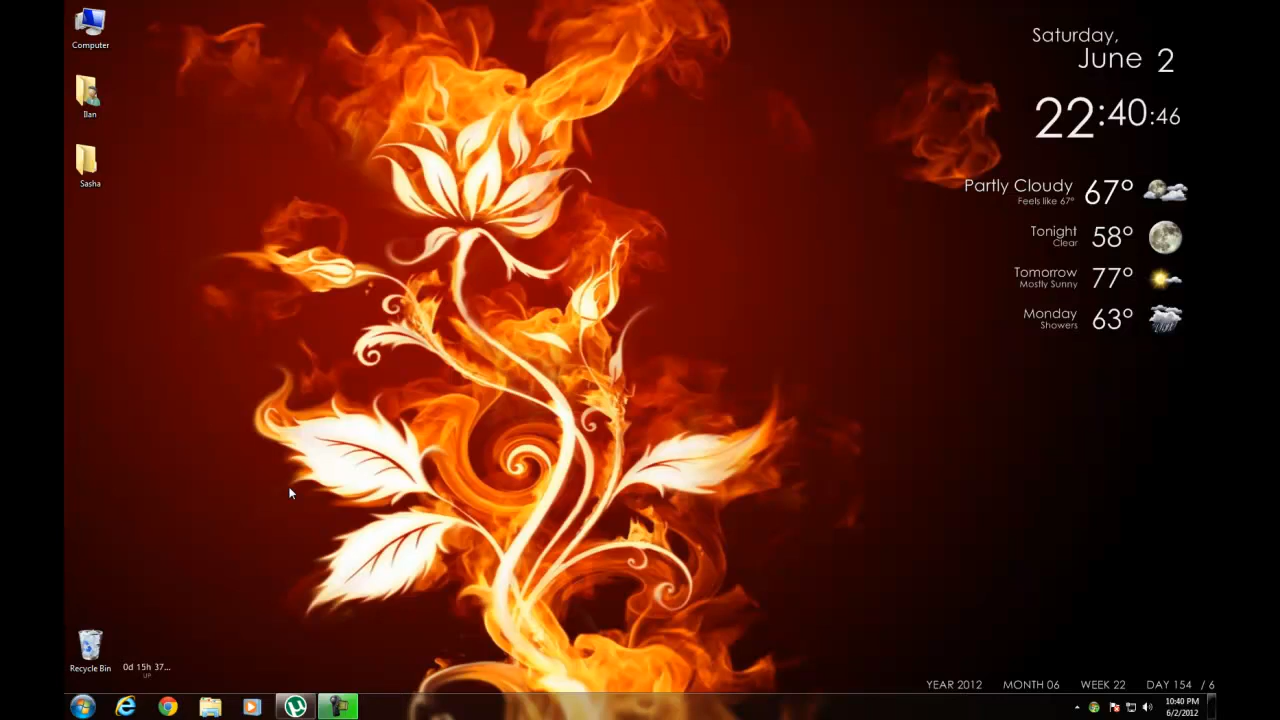 Computer
Ban
Sasha
Recycle Bin
0d 15h 37...
UP
Saturday,
June 2
22:40:46
Partly Cloudy 67°
Feels like 67°
Tonight 58°
Clear
Tomorrow 77°
Mostly Sunny
Monday 63°
Showers
YEAR 2012 MONTH 06 WEEK 22 DAY 154 / 6
10:40 PM
6/2/2012